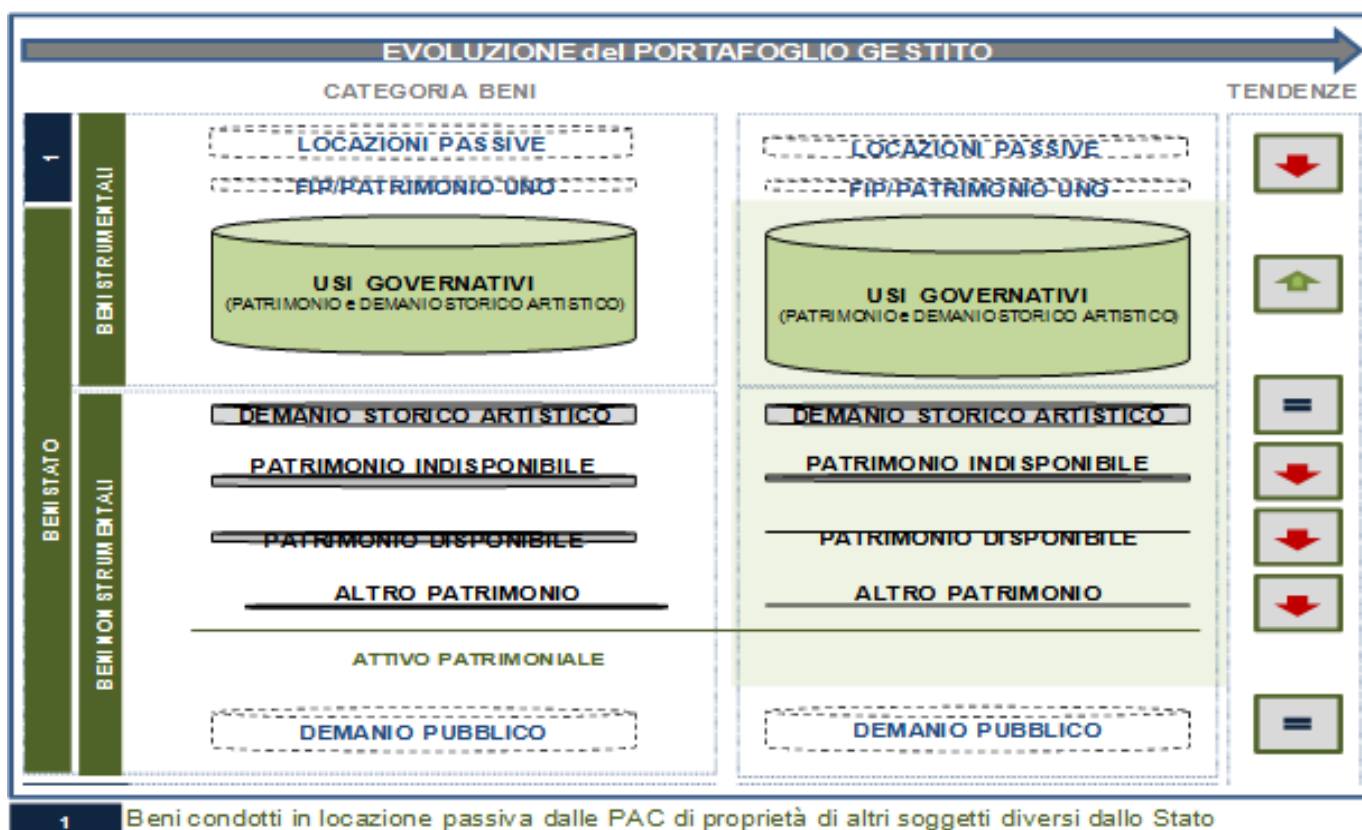 EVOLUZIONE del PORTAFOGLIO GESTITO
CATEGORIA BENI
TENDENZE
1
BENI STATO
BENI STRUMENTALI
BENI NON STRUMENTALI
LOCAZIONI PASSIVE
FIP/PATRIMONIO UNO
USI GOVERNATIVI
(PATRIMONIO e DEMANIO STORICO ARTISTICO)
DEMANIO STORICO ARTISTICO
PATRIMONIO INDISPONIBILE
PATRIMONIO DISPONIBILE
ALTRO PATRIMONIO
ATTIVO PATRIMONIALE
DEMANIO PUBBLICO
LOCAZIONI PASSIVE
FIP/PATRIMONIO UNO
USI GOVERNATIVI
(PATRIMONIO e DEMANIO STORICO ARTISTICO)
DEMANIO STORICO ARTISTICO
PATRIMONIO INDISPONIBILE
PATRIMONIO DISPONIBILE
ALTRO PATRIMONIO
DEMANIO PUBBLICO
=
=
1 Beni condotti in locazione passiva dalle PAC di proprietà di altri soggetti diversi dallo Stato